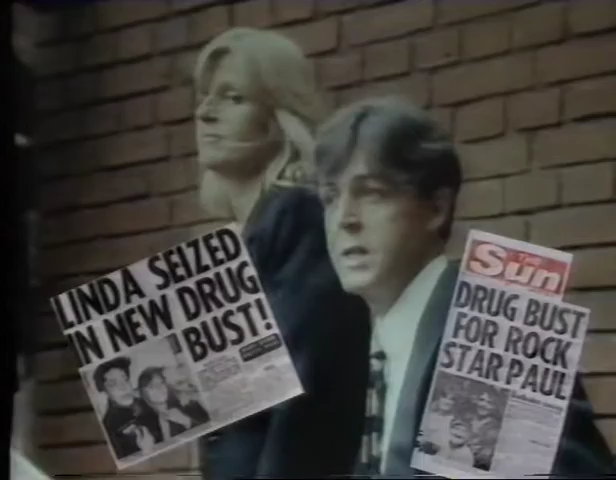 LINDA SEIZED
IN NEW DRUG
BUST!
The
Sun
DRUG BUST
FOR ROCK
STAR PAUL